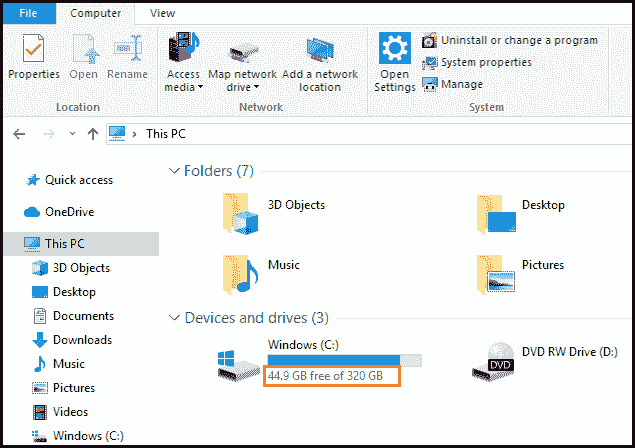 File Computer View
Properties Open Rename Access media Map network drive Add a network location Open Settings Uninstall or change a program
System properties
Manage
Location Network System
This PC
Quick access
OneDrive
This PC
3D Objects
Desktop
Documents
Downloads
Music
Pictures
Videos
Windows (C:)
Folders (7)
3D Objects
Desktop
Music
Pictures
Devices and drives (3)
Windows (C:)
44.9 GB free of 320 GB
DVD RW Drive (D:)
DVD